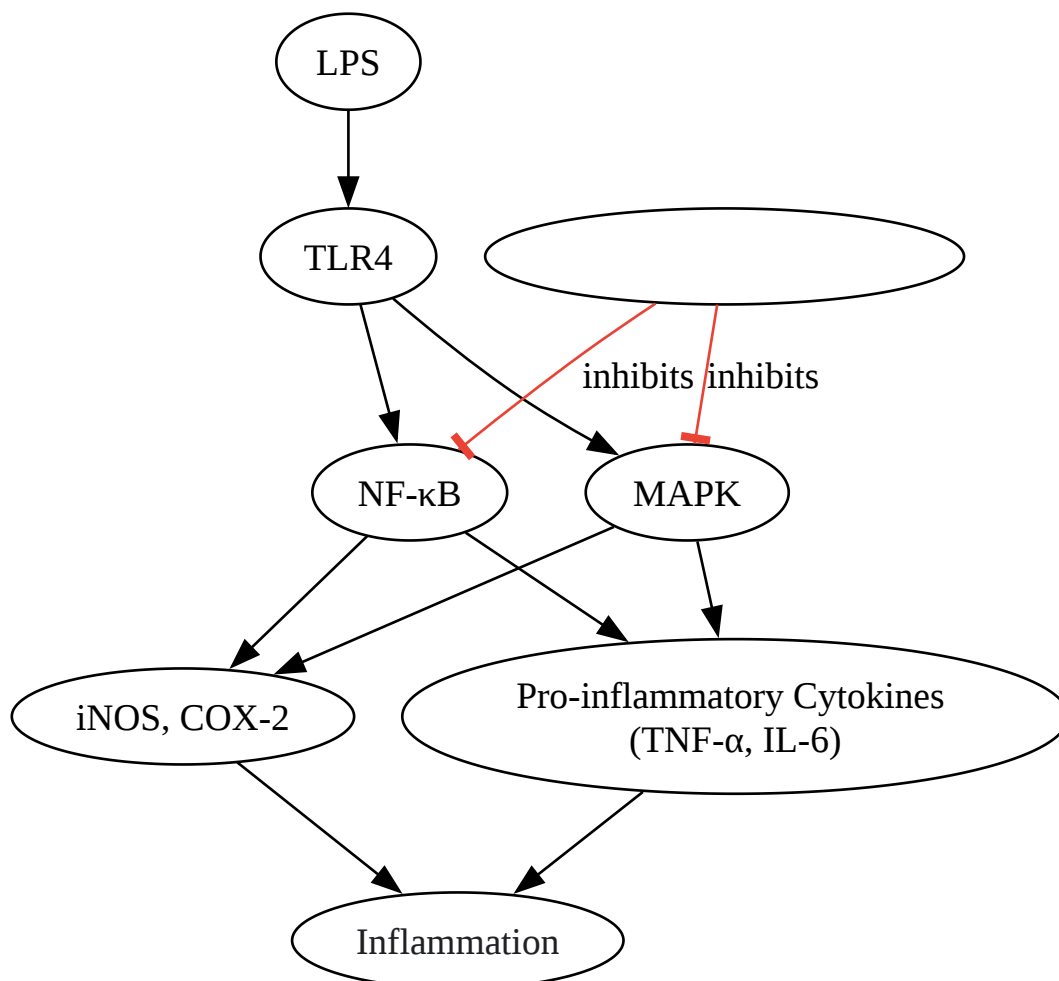 LPS
TLR4
inhibits
inhibits
NF-κB
MAPK
iNOS, COX-2
Pro-inflammatory Cytokines
(TNF-α, IL-6)
Inflammation